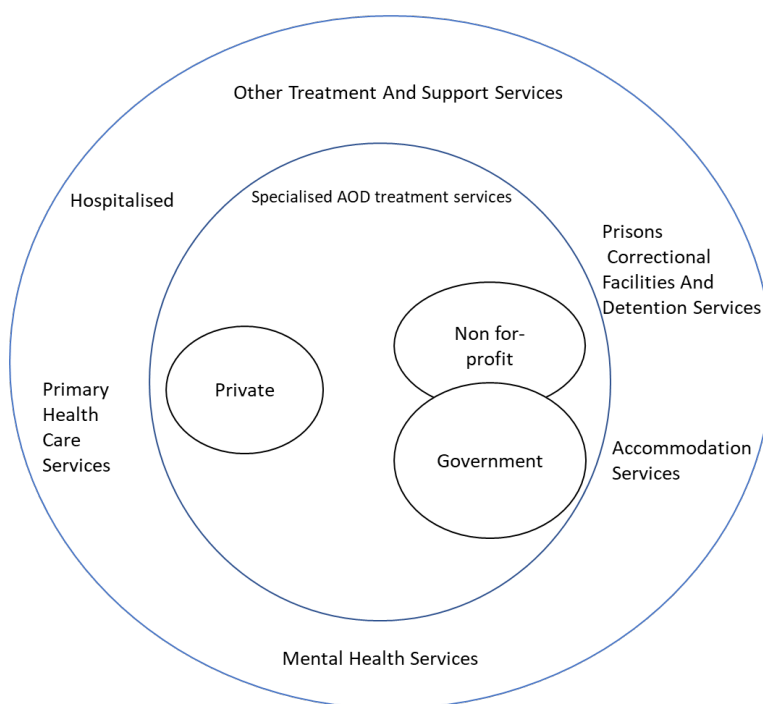 Other Treatment And Support Services
Hospitalised
Specialised AOD treatment services
Prisons
Correctional
Facilities And
Detention Services
Non for-
profit
Private
Primary
Health
Care
Services
Government
Accommodation
Services
Mental Health Services